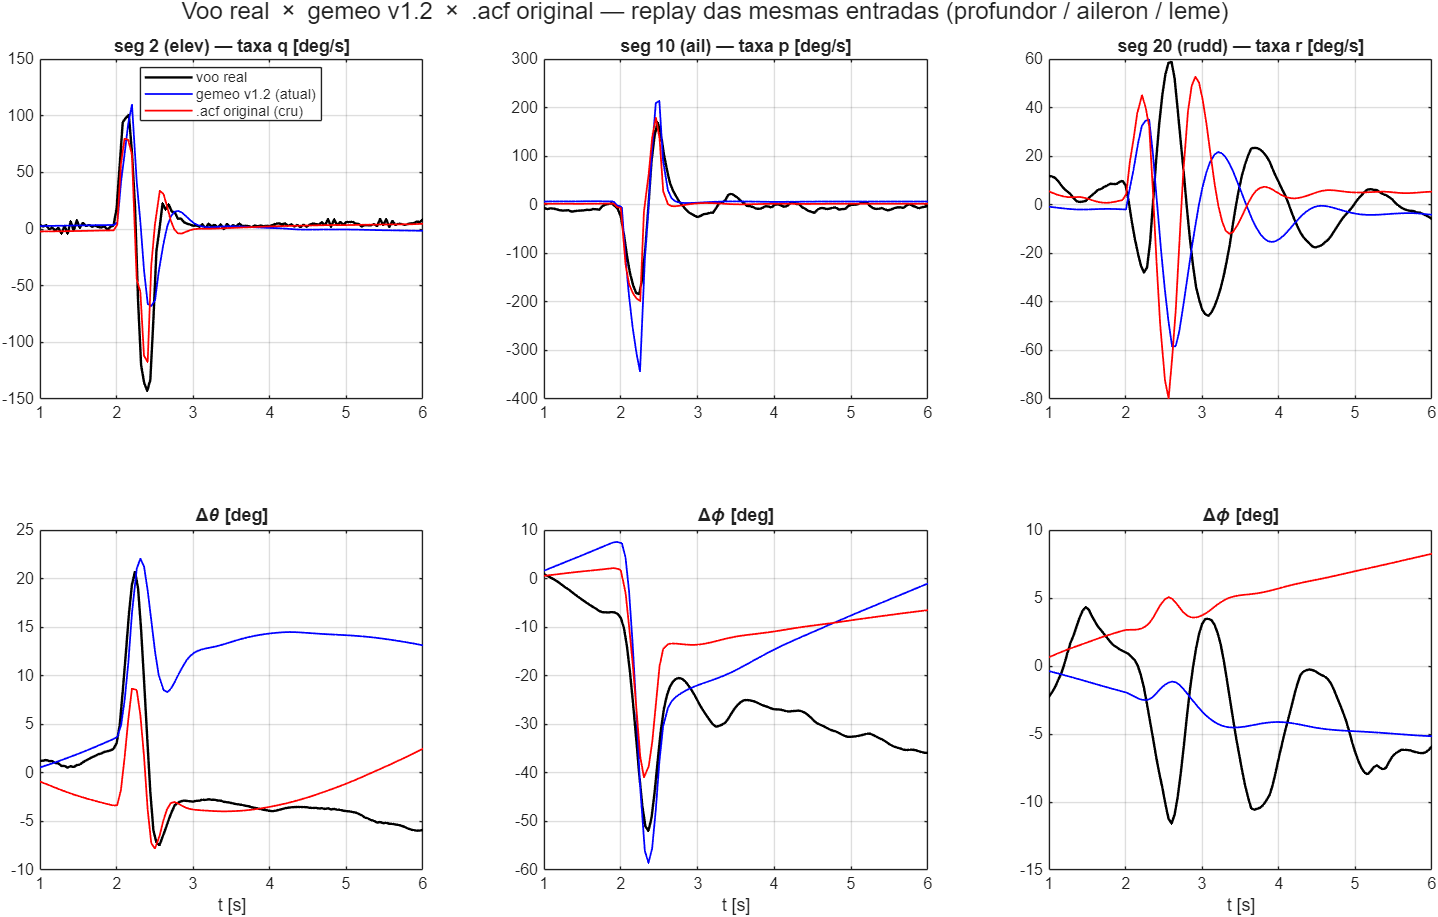 Voo real × gemeo v1.2 × .acf original — replay das mesmas entradas (profundor / aileron / leme)
seg 2 (elev) — taxa q [deg/s]
150
100
50
0
-50
-100
-150
1 2 3 4 5 6
voo real
gemeo v1.2 (atual)
.acf original (cru)
seg 10 (ail) — taxa p [deg/s]
300
200
100
0
-100
-200
-300
-400
1 2 3 4 5 6
seg 20 (rudd) — taxa r [deg/s]
60
40
20
0
-20
-40
-60
-80
1 2 3 4 5 6
Δθ [deg]
25
20
15
10
5
0
-5
-10
1 2 3 4 5 6
t [s]
Δϕ [deg]
10
0
-10
-20
-30
-40
-50
-60
1 2 3 4 5 6
t [s]
Δϕ [deg]
10
5
0
-5
-10
-15
1 2 3 4 5 6
t [s]